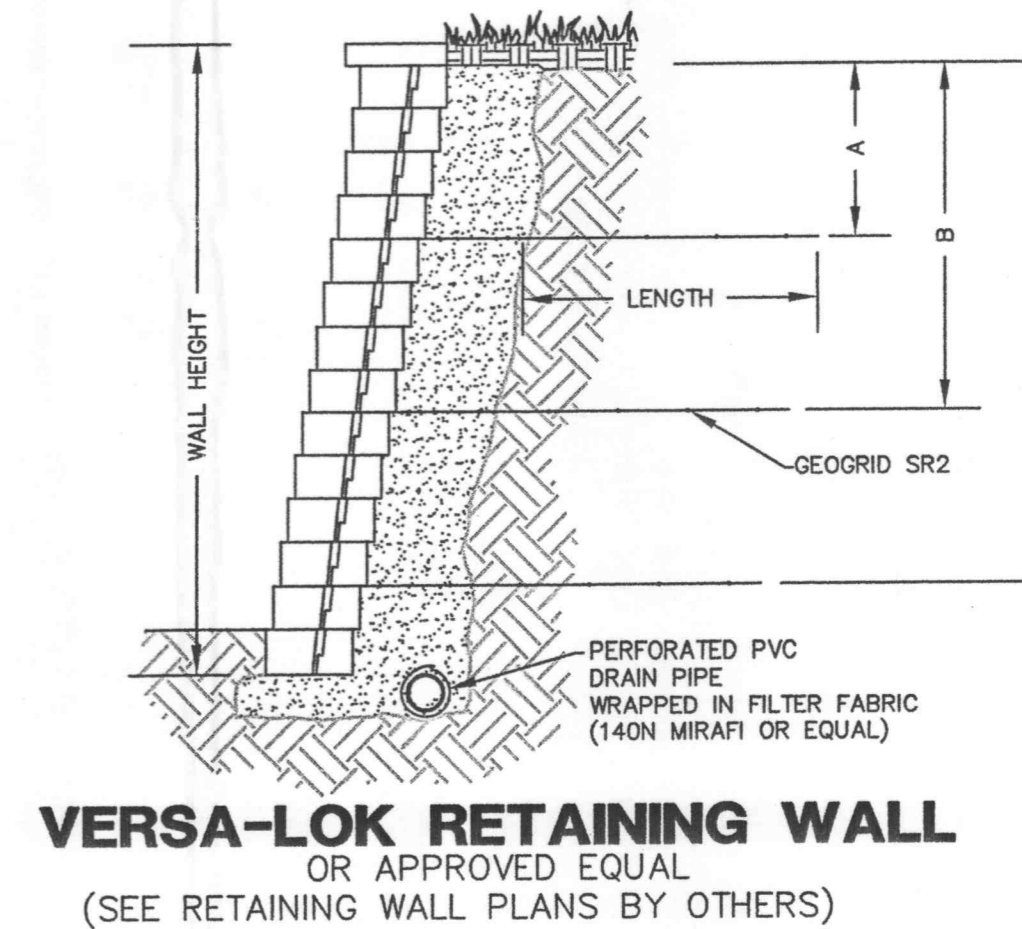 WALL HEIGHT
A
B
LENGTH
GEOGRID SR2
PERFORATED PVC
DRAIN PIPE
WRAPPED IN FILTER FABRIC
(140N MIRAFI OR EQUAL)
VERSA-LOK RETAINING WALL
OR APPROVED EQUAL
(SEE RETAINING WALL PLANS BY OTHERS)